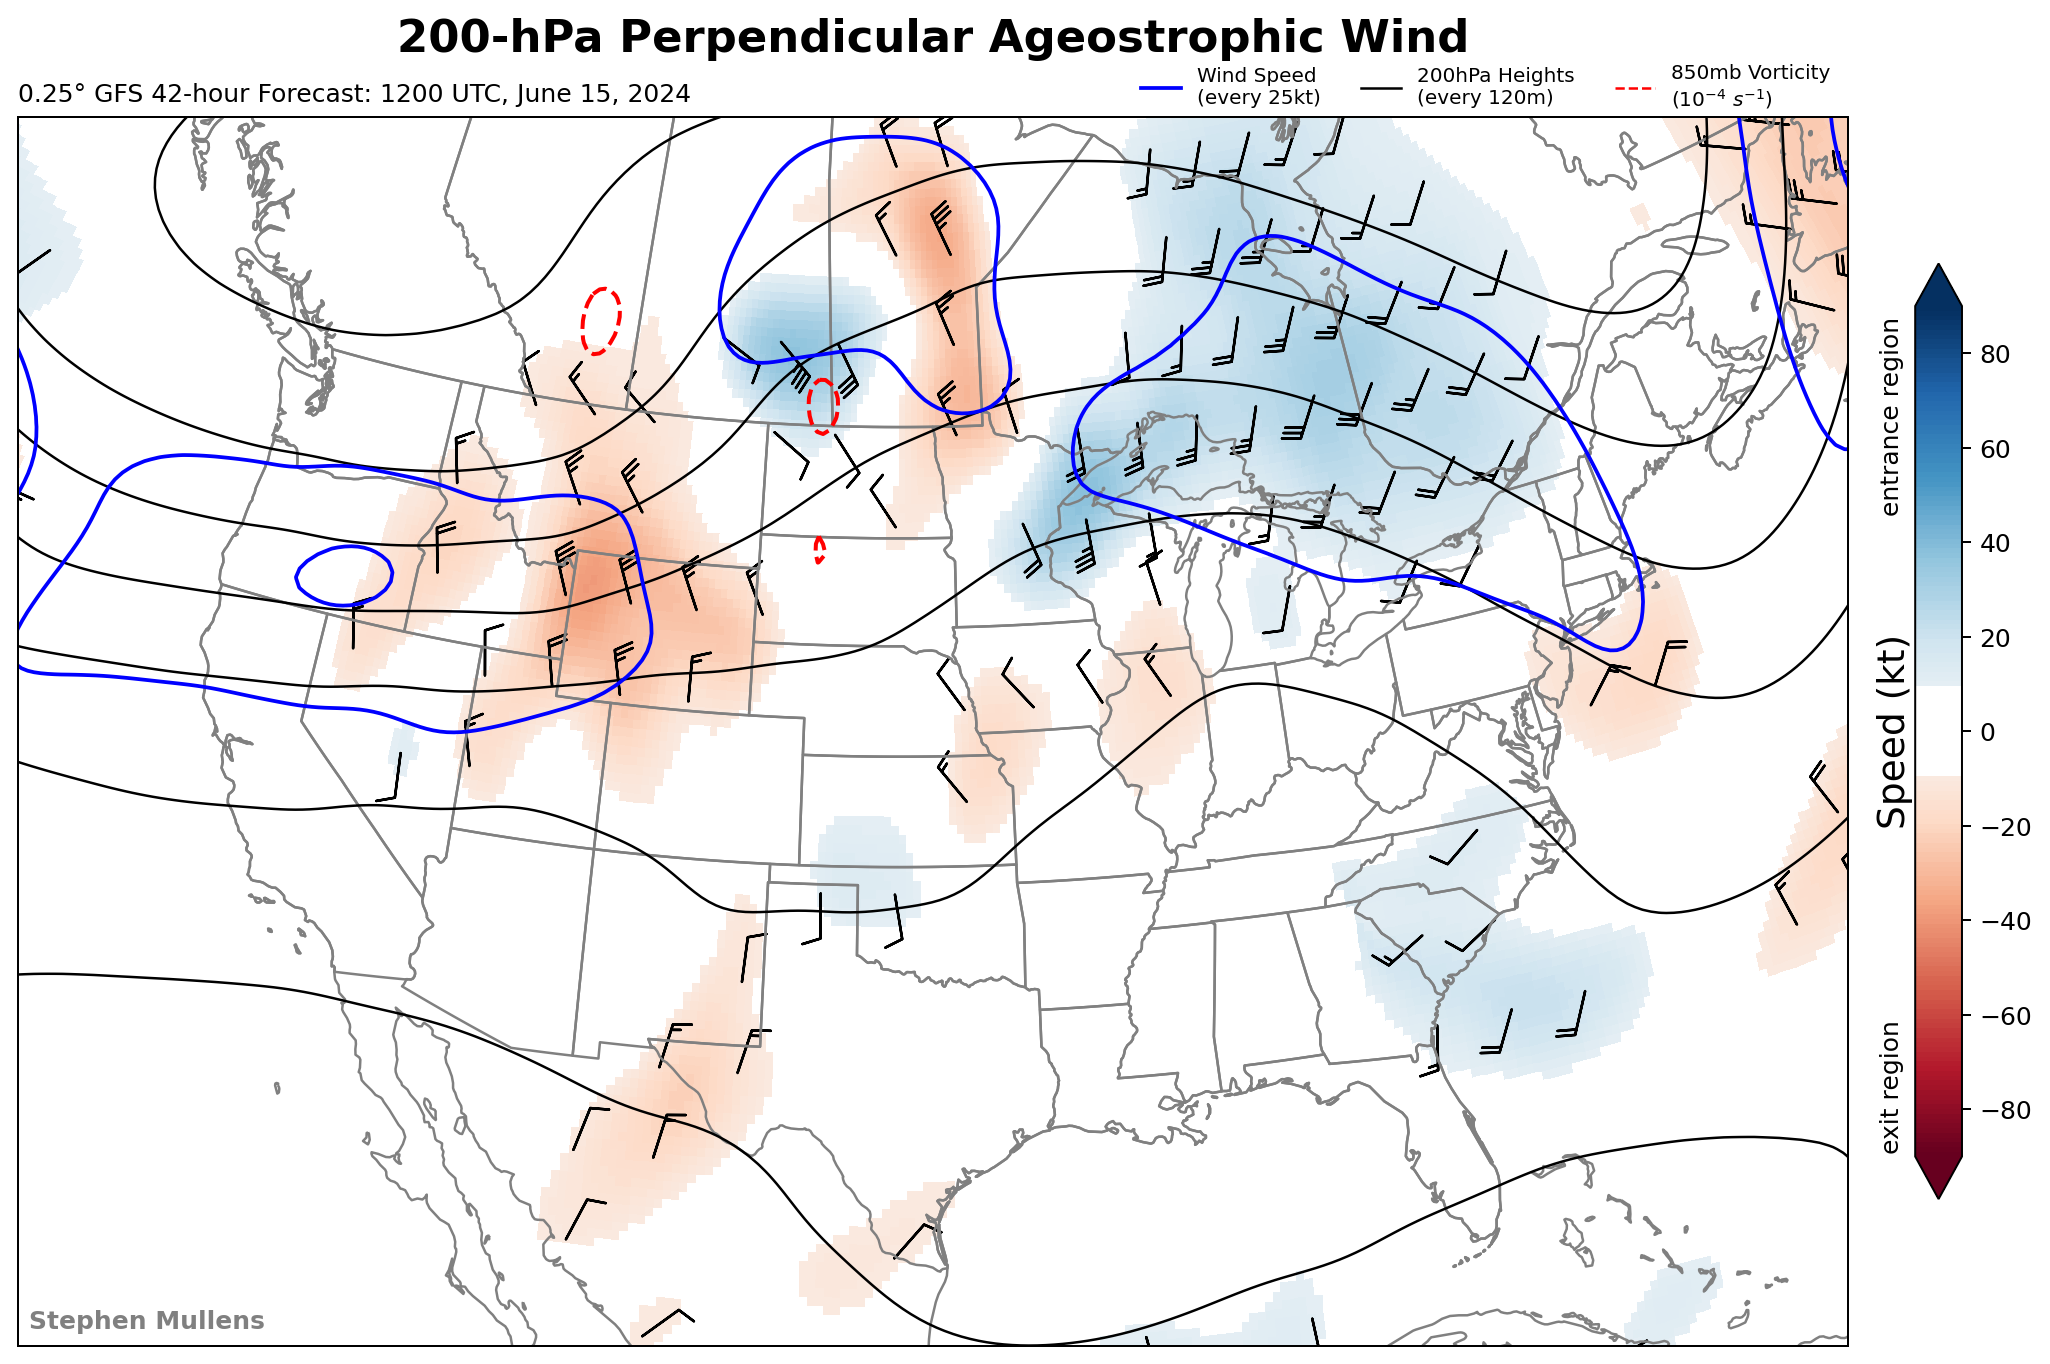 200-hPa Perpendicular Ageostrophic Wind
0.25° GFS 42-hour Forecast: 1200 UTC, June 15, 2024
Wind Speed
(every 25kt)
200hPa Heights
(every 120m)
850mb Vorticity
(10⁻⁴ s⁻¹)
80
60
40
20
0
−20
−40
−60
−80
entrance region
Speed (kt)
exit region
Stephen Mullens